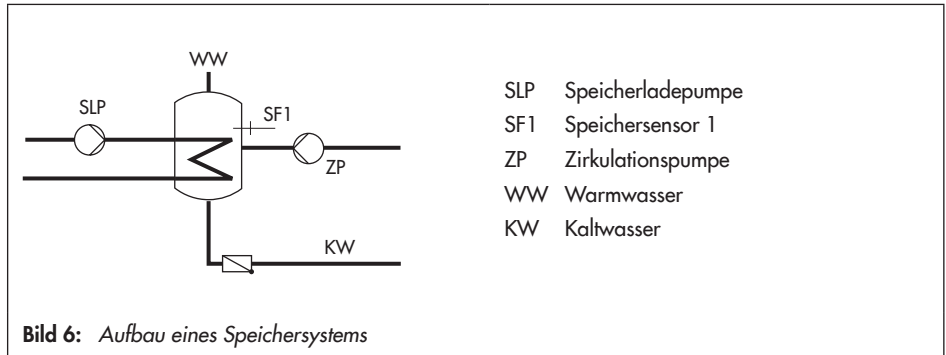 WW
SLP
SF1
ZP
KW
SLP Speicherladepumpe
SF1 Speichersensor 1
ZP Zirkulationspumpe
WW Warmwasser
KW Kaltwasser
Bild 6: Aufbau eines Speichersystems